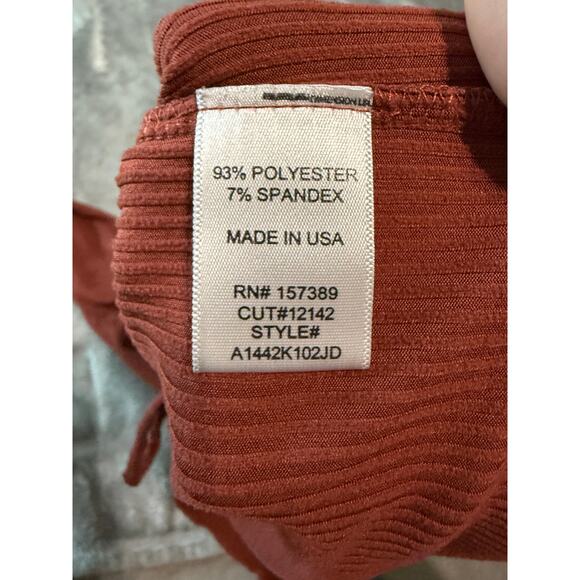 93% POLYESTER
7% SPANDEX
MADE IN USA
RN# 157389
CUT#12142
STYLE#
A1442K102JD